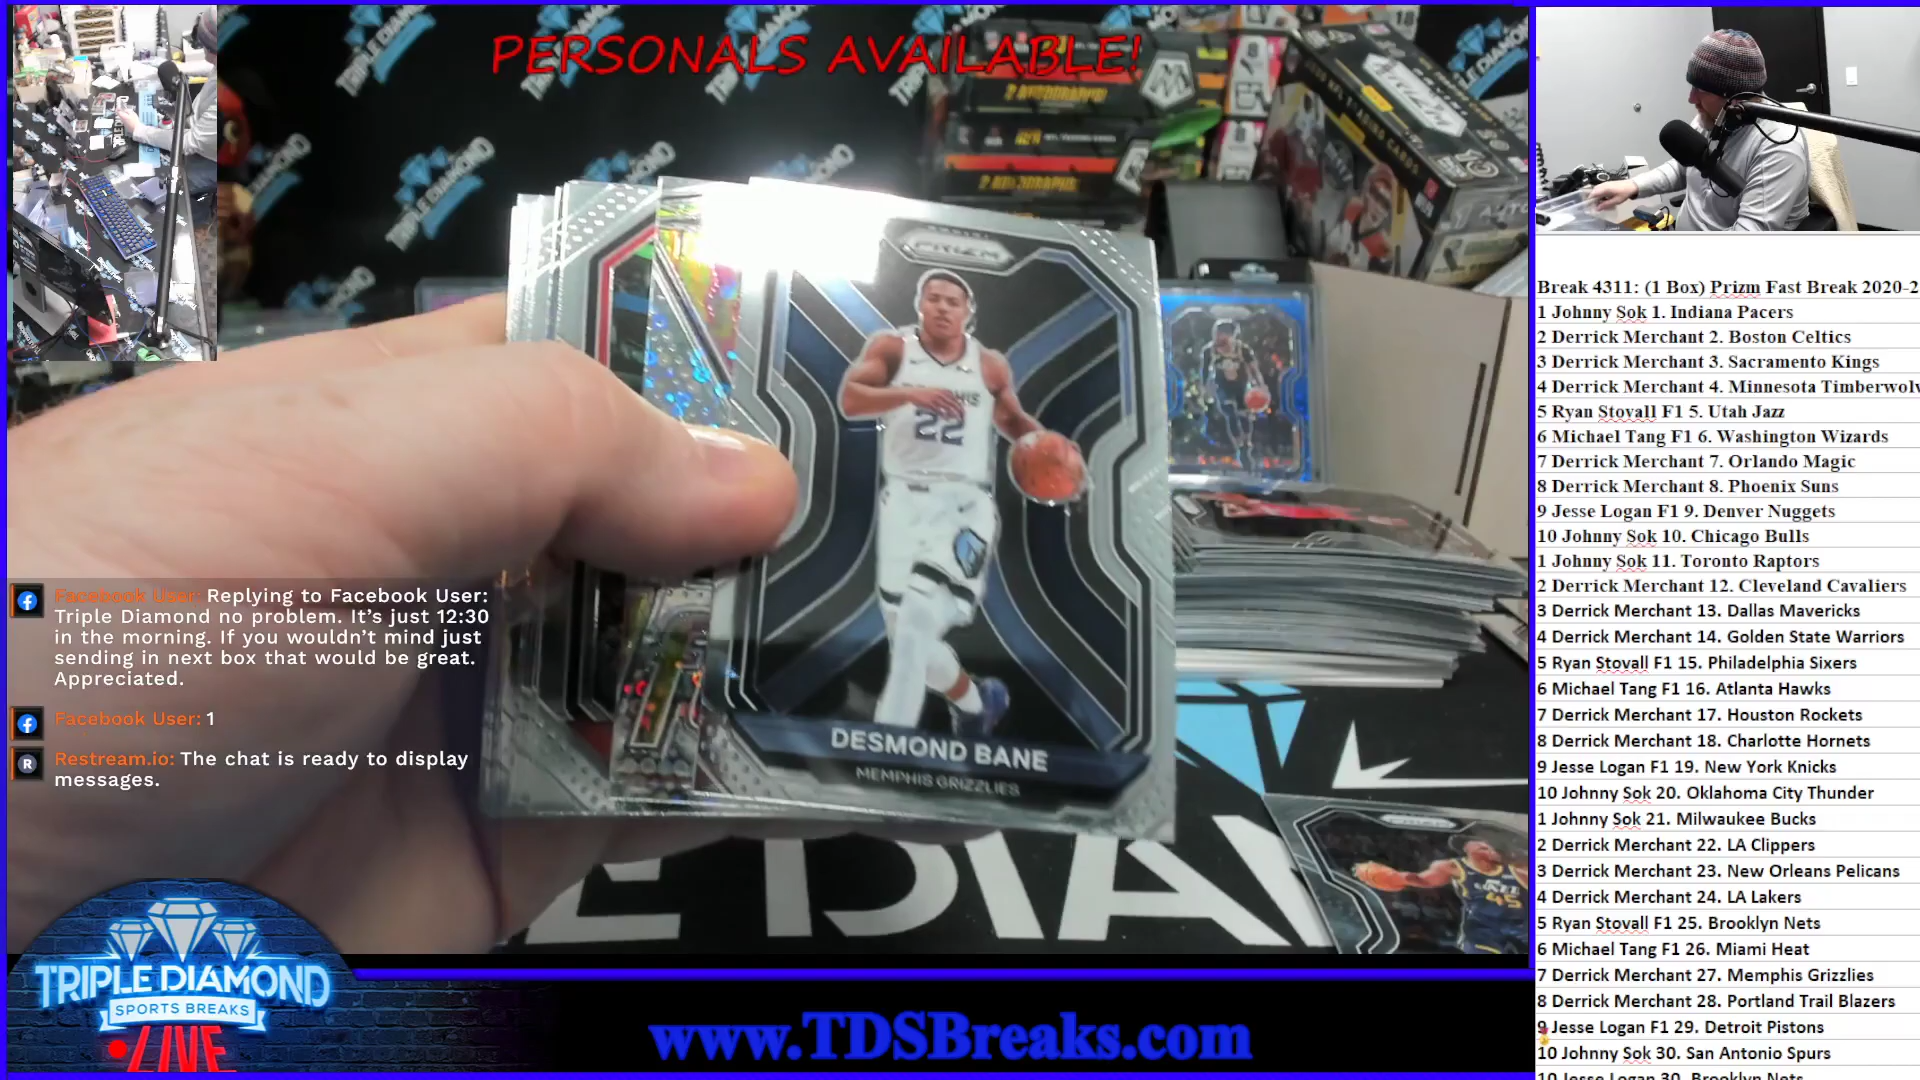 PERSONALS AVAILABLE!
TRIPLE DIAMOND
2 AUTOGRAPHS!
PRIZM
22
DESMOND BANE
MEMPHIS GRIZZLIES
45
Facebook User: Replying to Facebook User:
Triple Diamond no problem. It's just 12:30
in the morning. If you wouldn't mind just
sending in next box that would be great.
Appreciated.
Facebook User: 1
Restream.io: The chat is ready to display
messages.
TRIPLE DIAMOND
SPORTS BREAKS
LIVE
www.TDSBreaks.com
Break 4311: (1 Box) Prizm Fast Break 2020-2
1 Johnny Sok 1. Indiana Pacers
2 Derrick Merchant 2. Boston Celtics
3 Derrick Merchant 3. Sacramento Kings
4 Derrick Merchant 4. Minnesota Timberwolv
5 Ryan Stovall F1 5. Utah Jazz
6 Michael Tang F1 6. Washington Wizards
7 Derrick Merchant 7. Orlando Magic
8 Derrick Merchant 8. Phoenix Suns
9 Jesse Logan F1 9. Denver Nuggets
10 Johnny Sok 10. Chicago Bulls
1 Johnny Sok 11. Toronto Raptors
2 Derrick Merchant 12. Cleveland Cavaliers
3 Derrick Merchant 13. Dallas Mavericks
4 Derrick Merchant 14. Golden State Warriors
5 Ryan Stovall F1 15. Philadelphia Sixers
6 Michael Tang F1 16. Atlanta Hawks
7 Derrick Merchant 17. Houston Rockets
8 Derrick Merchant 18. Charlotte Hornets
9 Jesse Logan F1 19. New York Knicks
10 Johnny Sok 20. Oklahoma City Thunder
1 Johnny Sok 21. Milwaukee Bucks
2 Derrick Merchant 22. LA Clippers
3 Derrick Merchant 23. New Orleans Pelicans
4 Derrick Merchant 24. LA Lakers
5 Ryan Stovall F1 25. Brooklyn Nets
6 Michael Tang F1 26. Miami Heat
7 Derrick Merchant 27. Memphis Grizzlies
8 Derrick Merchant 28. Portland Trail Blazers
9 Jesse Logan F1 29. Detroit Pistons
10 Johnny Sok 30. San Antonio Spurs
10 Jesse Logan 30. Brooklyn Nets